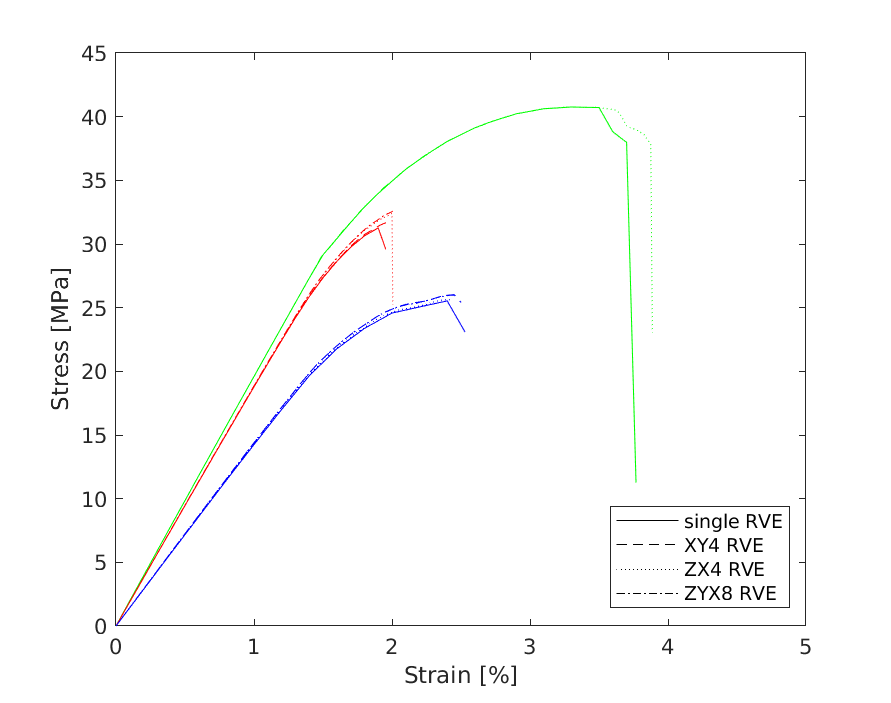 45
40
35
30
25
20
15
10
5
0
Stress [MPa]
single RVE
XY4 RVE
ZX4 RVE
ZYX8 RVE
0 1 2 3 4 5
Strain [%]